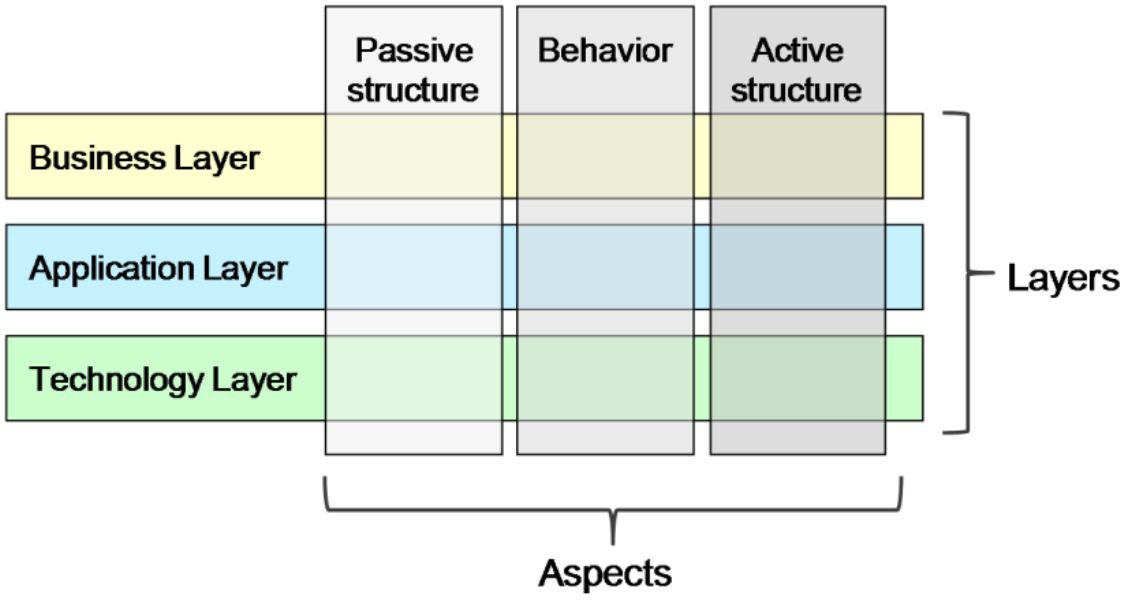 Passive
structure
Behavior
Active
structure
Business Layer
Application Layer
Layers
Technology Layer
Aspects